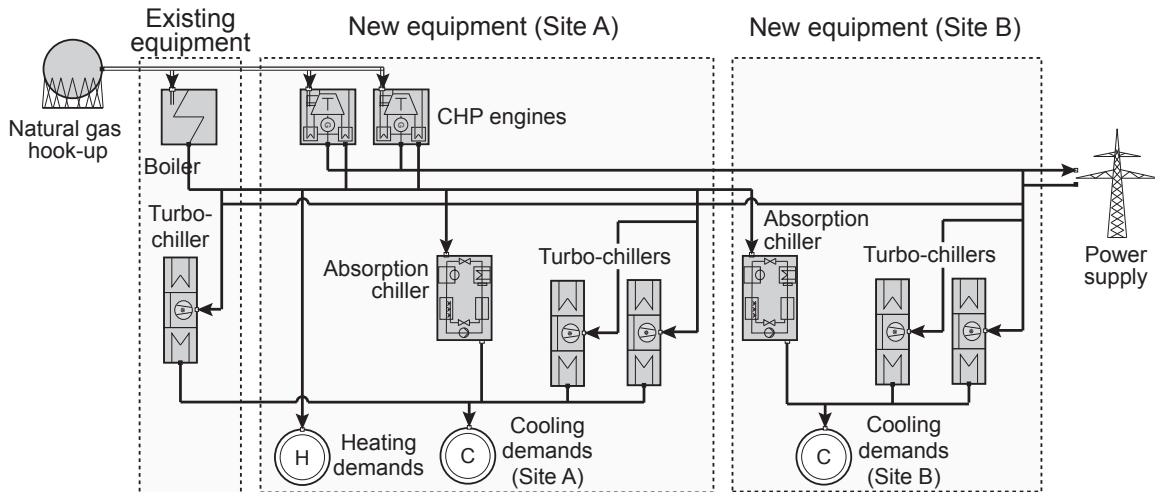 Existing
equipment
New equipment (Site A)
New equipment (Site B)
Natural gas
hook-up
Boiler
T
G
T
G
CHP engines
Turbo-
chiller
Absorption
chiller
Turbo-chillers
Absorption
chiller
Turbo-chillers
Power
supply
H
Heating
demands
C
Cooling
demands
(Site A)
C
Cooling
demands
(Site B)